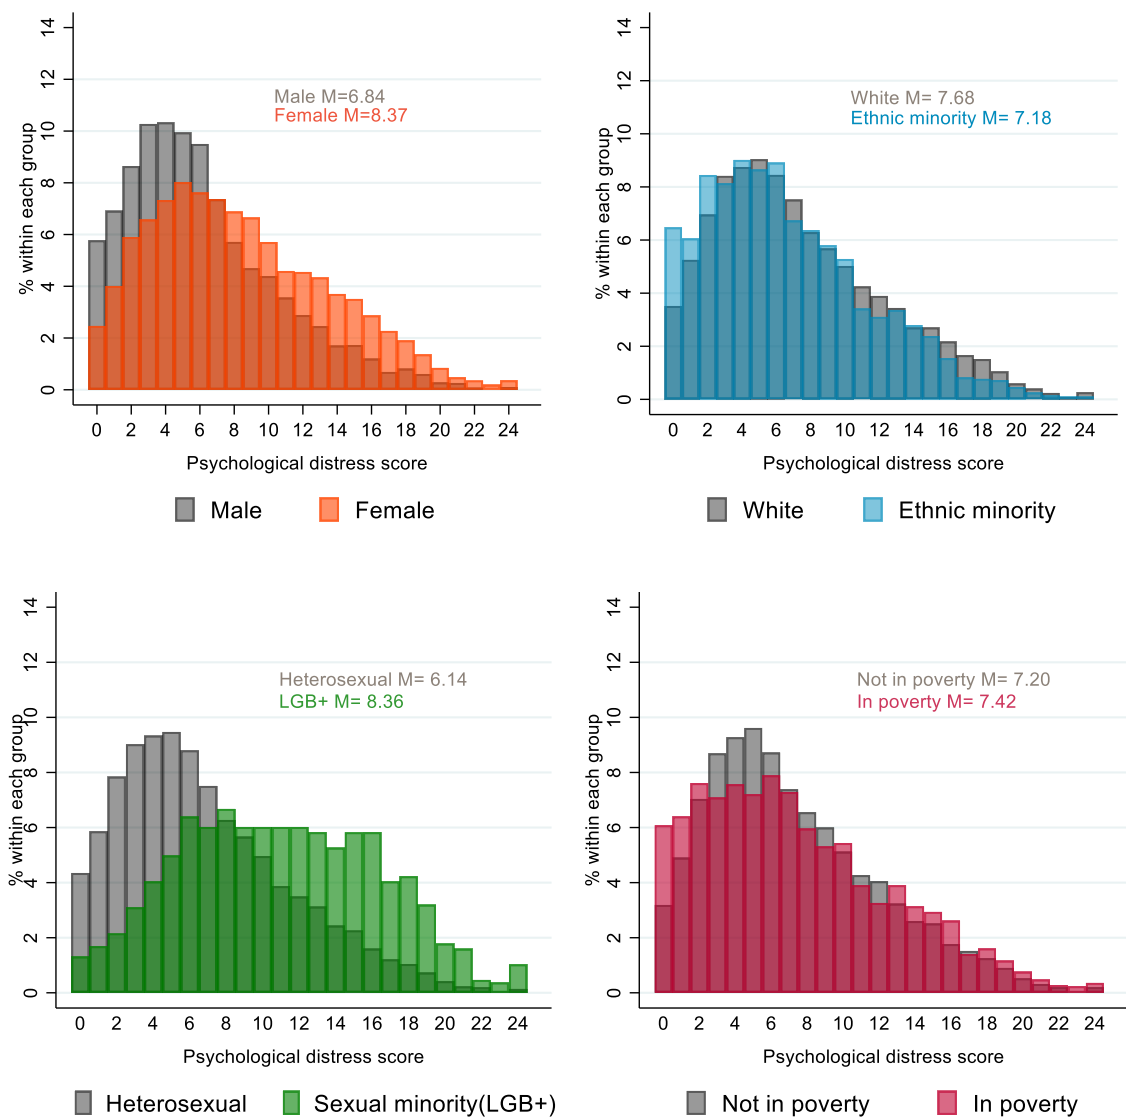 % within each group
14
12
10
8
6
4
2
0
Male M=6.84
Female M=8.37
0 2 4 6 8 10 12 14 16 18 20 22 24
Psychological distress score
Male Female
% within each group
14
12
10
8
6
4
2
0
White M= 7.68
Ethnic minority M= 7.18
0 2 4 6 8 10 12 14 16 18 20 22 24
Psychological distress score
White Ethnic minority
% within each group
14
12
10
8
6
4
2
0
Heterosexual M= 6.14
LGB+ M= 8.36
0 2 4 6 8 10 12 14 16 18 20 22 24
Psychological distress score
Heterosexual Sexual minority(LGB+)
% within each group
14
12
10
8
6
4
2
0
Not in poverty M= 7.20
In poverty M= 7.42
0 2 4 6 8 10 12 14 16 18 20 22 24
Psychological distress score
Not in poverty In poverty